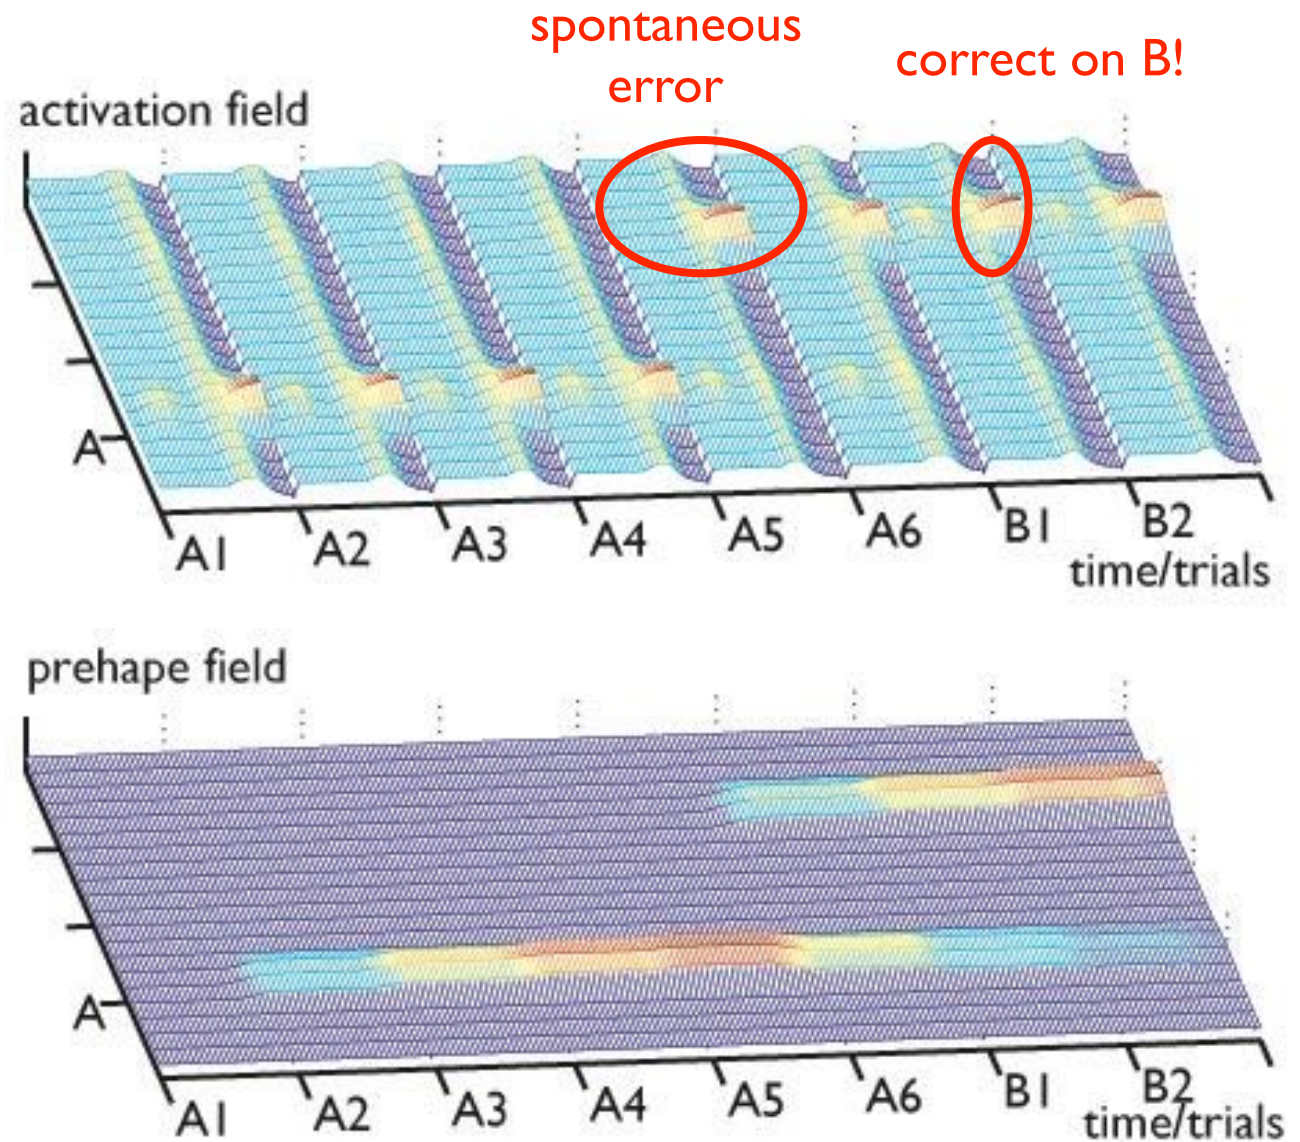 spontaneous
error
correct on B!
activation field
A
A1 A2 A3 A4 A5 A6 B1 B2
time/trials
prehape field
A
A1 A2 A3 A4 A5 A6 B1 B2
time/trials